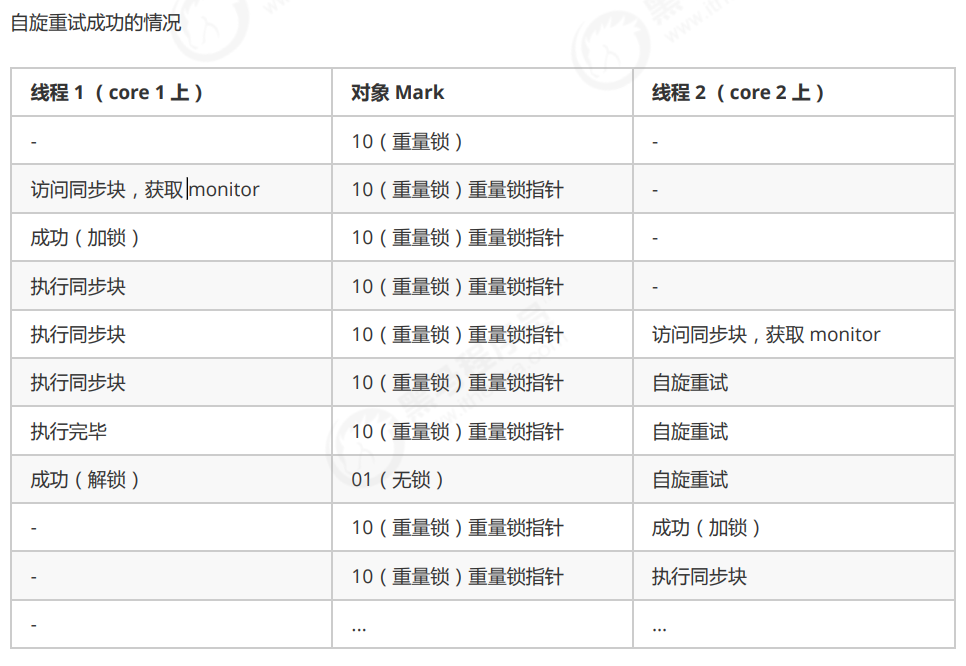 自旋重试成功的情况
线程 1 （ core 1 上 ） 对象 Mark 线程 2 （ core 2 上 ）
- 10（重量锁） -
访问同步块，获取 monitor 10（重量锁）重量锁指针 -
成功（加锁） 10（重量锁）重量锁指针 -
执行同步块 10（重量锁）重量锁指针 -
执行同步块 10（重量锁）重量锁指针 访问同步块，获取 monitor
执行同步块 10（重量锁）重量锁指针 自旋重试
执行完毕 10（重量锁）重量锁指针 自旋重试
成功（解锁） 01（无锁） 自旋重试
- 10（重量锁）重量锁指针 成功（加锁）
- 10（重量锁）重量锁指针 执行同步块
- ... ...